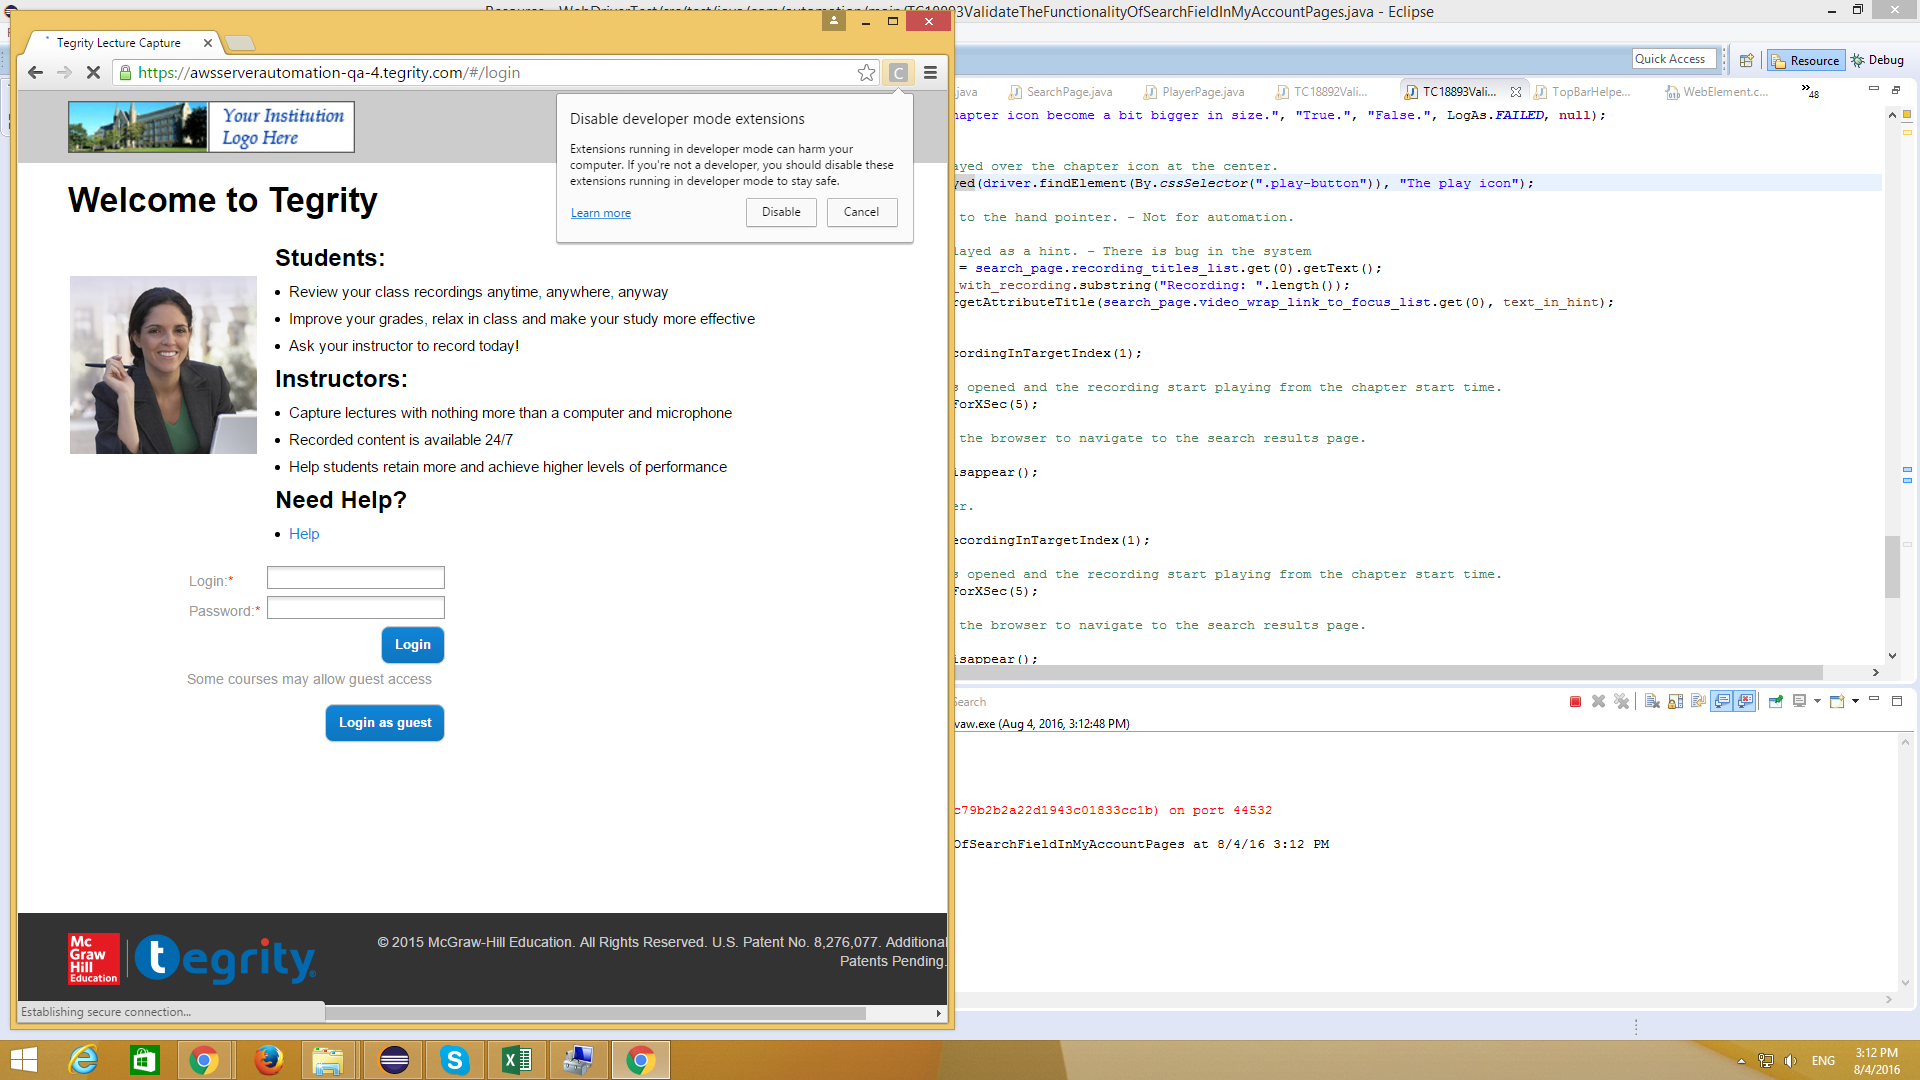 Tegrity Lecture Capture
https://awsserverautomation-qa-4.tegrity.com/#/login
Your Institution
Logo Here
Disable developer mode extensions
Extensions running in developer mode can harm your
computer. If you're not a developer, you should disable these
extensions running in developer mode to stay safe.
Learn more
Disable
Cancel
Welcome to Tegrity
Students:
Review your class recordings anytime, anywhere, anyway
Improve your grades, relax in class and make your study more effective
Ask your instructor to record today!
Instructors:
Capture lectures with nothing more than a computer and microphone
Recorded content is available 24/7
Help students retain more and achieve higher levels of performance
Need Help?
Help
Login:*
Password:*
Login
Some courses may allow guest access
Login as guest
Mc
Graw
Hill
Education
tegrity
© 2015 McGraw-Hill Education. All Rights Reserved. U.S. Patent No. 8,276,077. Additional
Patents Pending.
Establishing secure connection...
93ValidateTheFunctionalityOfSearchFieldInMyAccountPages.java - Eclipse
Quick Access
Resource
Debug
.java
SearchPage.java
PlayerPage.java
TC18892Vali...
TC18893Vali...
TopBarHelpe...
WebElement.c...
48
hapter icon become a bit bigger in size.", "True.", "False.", LogAs.FAILED, null);
ayed over the chapter icon at the center.
yed(driver.findElement(By.cssSelector(".play-button")), "The play icon");
to the hand pointer. - Not for automation.
layed as a hint. - There is bug in the system
= search_page.recording_titles_list.get(0).getText();
_with_recording.substring("Recording: ".length());
rgetAttributeTitle(search_page.video_wrap_link_to_focus_list.get(0), text_in_hint);
cordingInTargetIndex(1);
s opened and the recording start playing from the chapter start time.
ForXSec(5);
the browser to navigate to the search results page.
isappear();
er.
ecordingInTargetIndex(1);
s opened and the recording start playing from the chapter start time.
ForXSec(5);
the browser to navigate to the search results page.
isappear();
Search
vaw.exe (Aug 4, 2016, 3:12:48 PM)
c79b2b2a22d1943c01833cc1b) on port 44532
OfSearchFieldInMyAccountPages at 8/4/16 3:12 PM
ENG
3:12 PM
8/4/2016